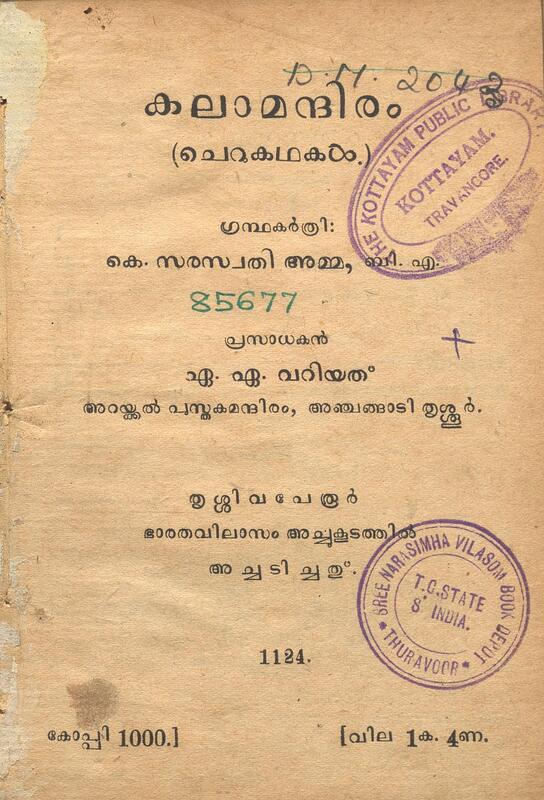 D.M. 204
കലാമന്ദിരം
(ചെറുകഥകൾ.)
THE KOTTAYAM PUBLIC LIBRARY
KOTTAYAM.
TRAVANCORE.
ഗ്രന്ഥകർത്രി:
കെ. സരസ്വതി അമ്മ, ബി. എ.
85677
പ്രസാധകൻ
ഏ. ഏ. വറിയത്
അറയ്ക്കൽ പുസ്തകമന്ദിരം, അഞ്ചങ്ങാടി തൃശ്ശൂർ.
തൃശ്ശിവപേരൂർ
ഭാരതവിലാസം അച്ചുകൂടത്തിൽ
അച്ചടിച്ചതു്.
SREE NARASIMHA VILASOM BOOK DEPOT
T.C.STATE
S. INDIA.
* THURAVOOR *
1124.
കോപ്പി 1000.] [വില 1ക. 4ണ.